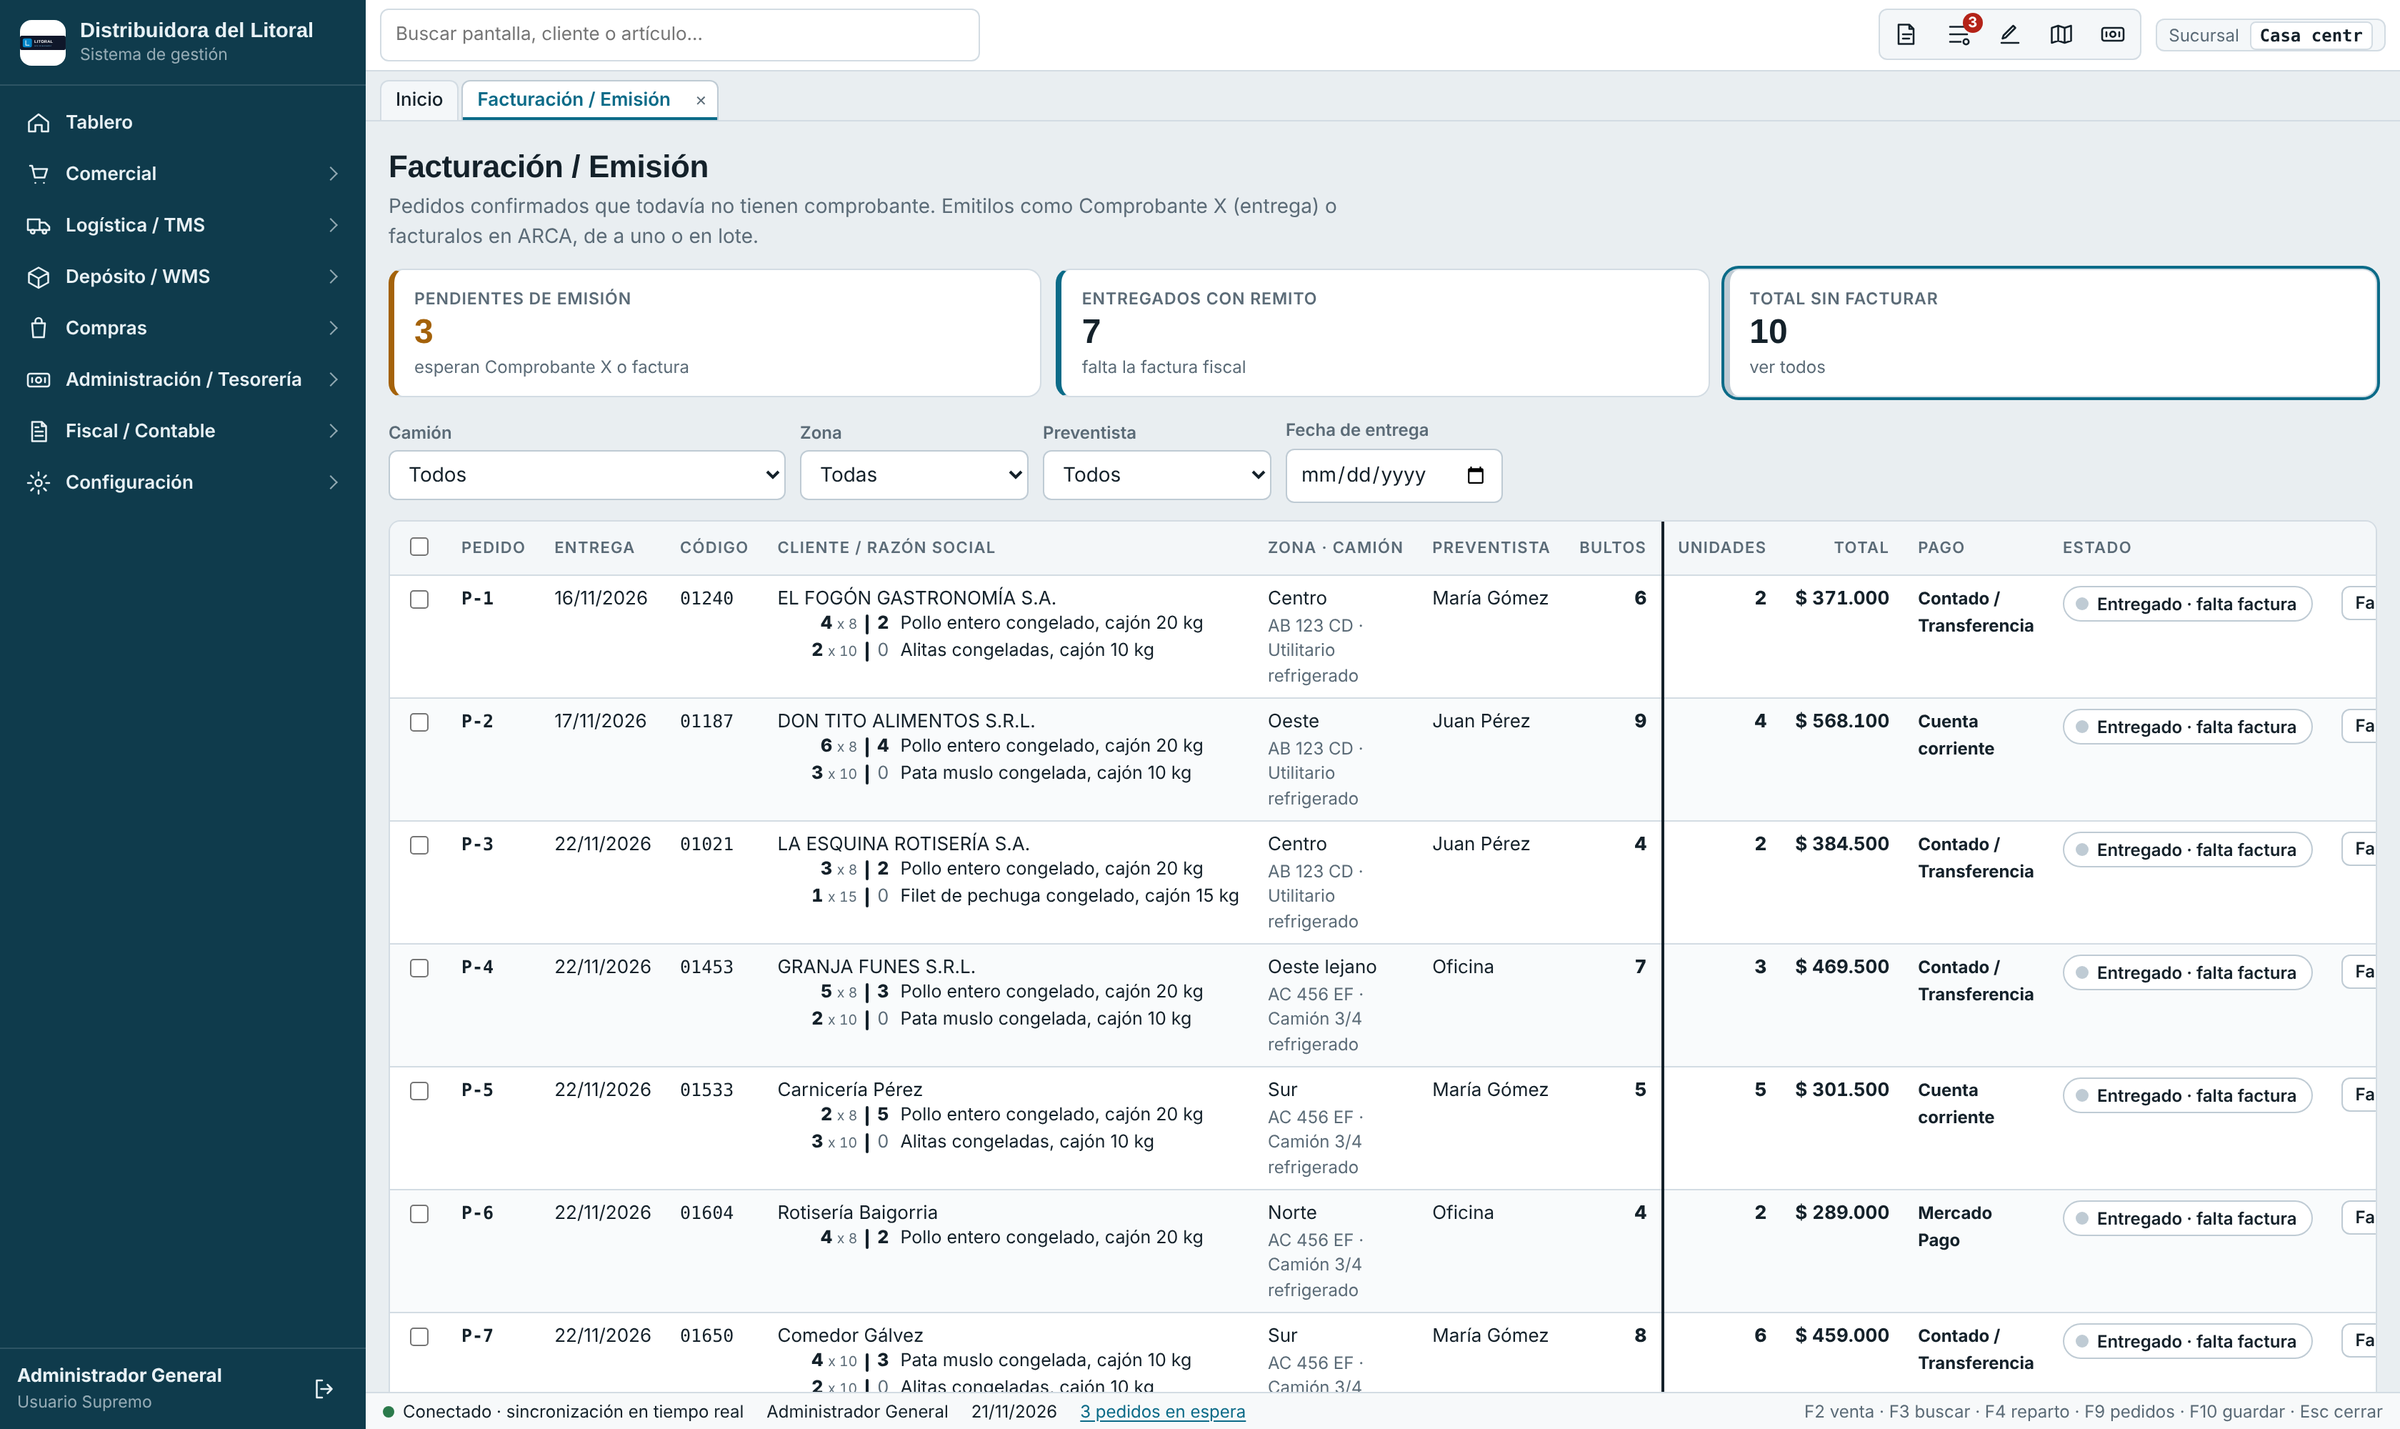 Distribuidora del Litoral
Sistema de gestión
Tablero
Comercial
Logística / TMS
Depósito / WMS
Compras
Administración / Tesorería
Fiscal / Contable
Configuración
Administrador General
Usuario Supremo
Buscar pantalla, cliente o artículo...
3
Sucursal Casa centr
Inicio
Facturación / Emisión ×
Facturación / Emisión
Pedidos confirmados que todavía no tienen comprobante. Emitilos como Comprobante X (entrega) o
facturalos en ARCA, de a uno o en lote.
PENDIENTES DE EMISIÓN
3
esperan Comprobante X o factura
ENTREGADOS CON REMITO
7
falta la factura fiscal
TOTAL SIN FACTURAR
10
ver todos
Camión
Todos
Zona
Todas
Preventista
Todos
Fecha de entrega
mm/dd/yyyy
PEDIDO ENTREGA CÓDIGO CLIENTE / RAZÓN SOCIAL ZONA · CAMIÓN PREVENTISTA BULTOS UNIDADES TOTAL PAGO ESTADO
P-1 16/11/2026 01240 EL FOGÓN GASTRONOMÍA S.A. Centro María Gómez 6 2 $ 371.000 Contado / Entregado · falta factura Fa
4 x 8 | 2 Pollo entero congelado, cajón 20 kg AB 123 CD · Transferencia
2 x 10 | 0 Alitas congeladas, cajón 10 kg Utilitario
refrigerado
P-2 17/11/2026 01187 DON TITO ALIMENTOS S.R.L. Oeste Juan Pérez 9 4 $ 568.100 Cuenta Entregado · falta factura Fa
6 x 8 | 4 Pollo entero congelado, cajón 20 kg AB 123 CD · corriente
3 x 10 | 0 Pata muslo congelada, cajón 10 kg Utilitario
refrigerado
P-3 22/11/2026 01021 LA ESQUINA ROTISERÍA S.A. Centro Juan Pérez 4 2 $ 384.500 Contado / Entregado · falta factura Fa
3 x 8 | 2 Pollo entero congelado, cajón 20 kg AB 123 CD · Transferencia
1 x 15 | 0 Filet de pechuga congelado, cajón 15 kg Utilitario
refrigerado
P-4 22/11/2026 01453 GRANJA FUNES S.R.L. Oeste lejano Oficina 7 3 $ 469.500 Contado / Entregado · falta factura Fa
5 x 8 | 3 Pollo entero congelado, cajón 20 kg AC 456 EF · Transferencia
2 x 10 | 0 Pata muslo congelada, cajón 10 kg Camión 3/4
refrigerado
P-5 22/11/2026 01533 Carnicería Pérez Sur María Gómez 5 5 $ 301.500 Cuenta Entregado · falta factura Fa
2 x 8 | 5 Pollo entero congelado, cajón 20 kg AC 456 EF · corriente
3 x 10 | 0 Alitas congeladas, cajón 10 kg Camión 3/4
refrigerado
P-6 22/11/2026 01604 Rotisería Baigorria Norte Oficina 4 2 $ 289.000 Mercado Entregado · falta factura Fa
4 x 8 | 2 Pollo entero congelado, cajón 20 kg AC 456 EF · Pago
Camión 3/4
refrigerado
P-7 22/11/2026 01650 Comedor Gálvez Sur María Gómez 8 6 $ 459.000 Contado / Entregado · falta factura Fa
4 x 10 | 3 Pata muslo congelada, cajón 10 kg AC 456 EF · Transferencia
2 x 10 | 0 Alitas congeladas, cajón 10 kg Camión 3/4
Conectado · sincronización en tiempo real Administrador General 21/11/2026 3 pedidos en espera F2 venta · F3 buscar · F4 reparto · F9 pedidos · F10 guardar · Esc cerrar